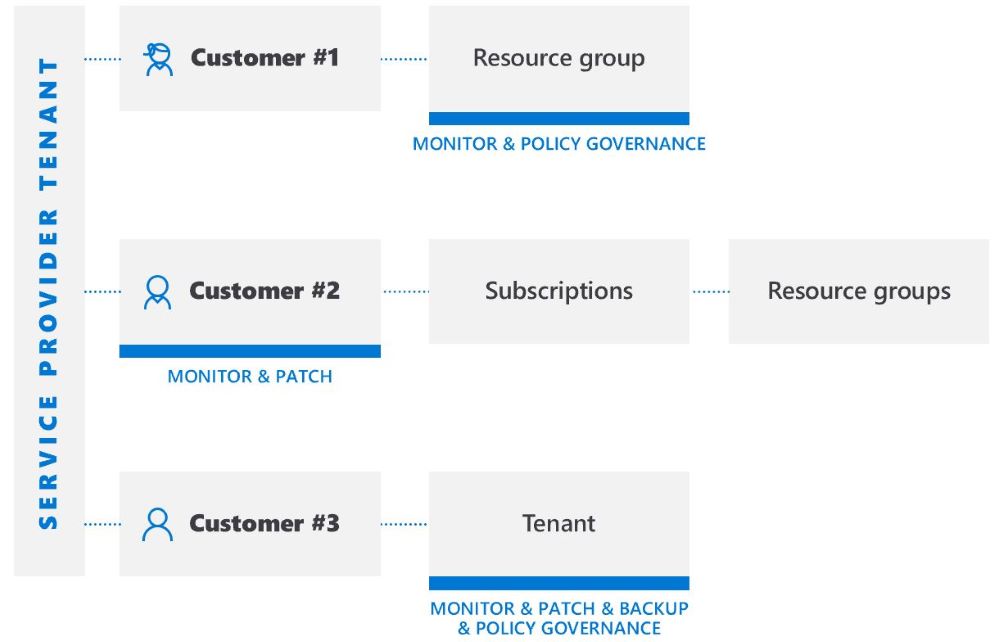 SERVICE PROVIDER TENANT
Customer #1
Resource group
MONITOR & POLICY GOVERNANCE
Customer #2
Subscriptions
Resource groups
MONITOR & PATCH
Customer #3
Tenant
MONITOR & PATCH & BACKUP
& POLICY GOVERNANCE